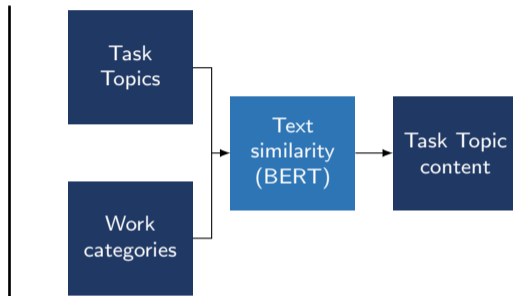 Task
Topics
Text
similarity
(BERT)
Task Topic
content
Work
categories